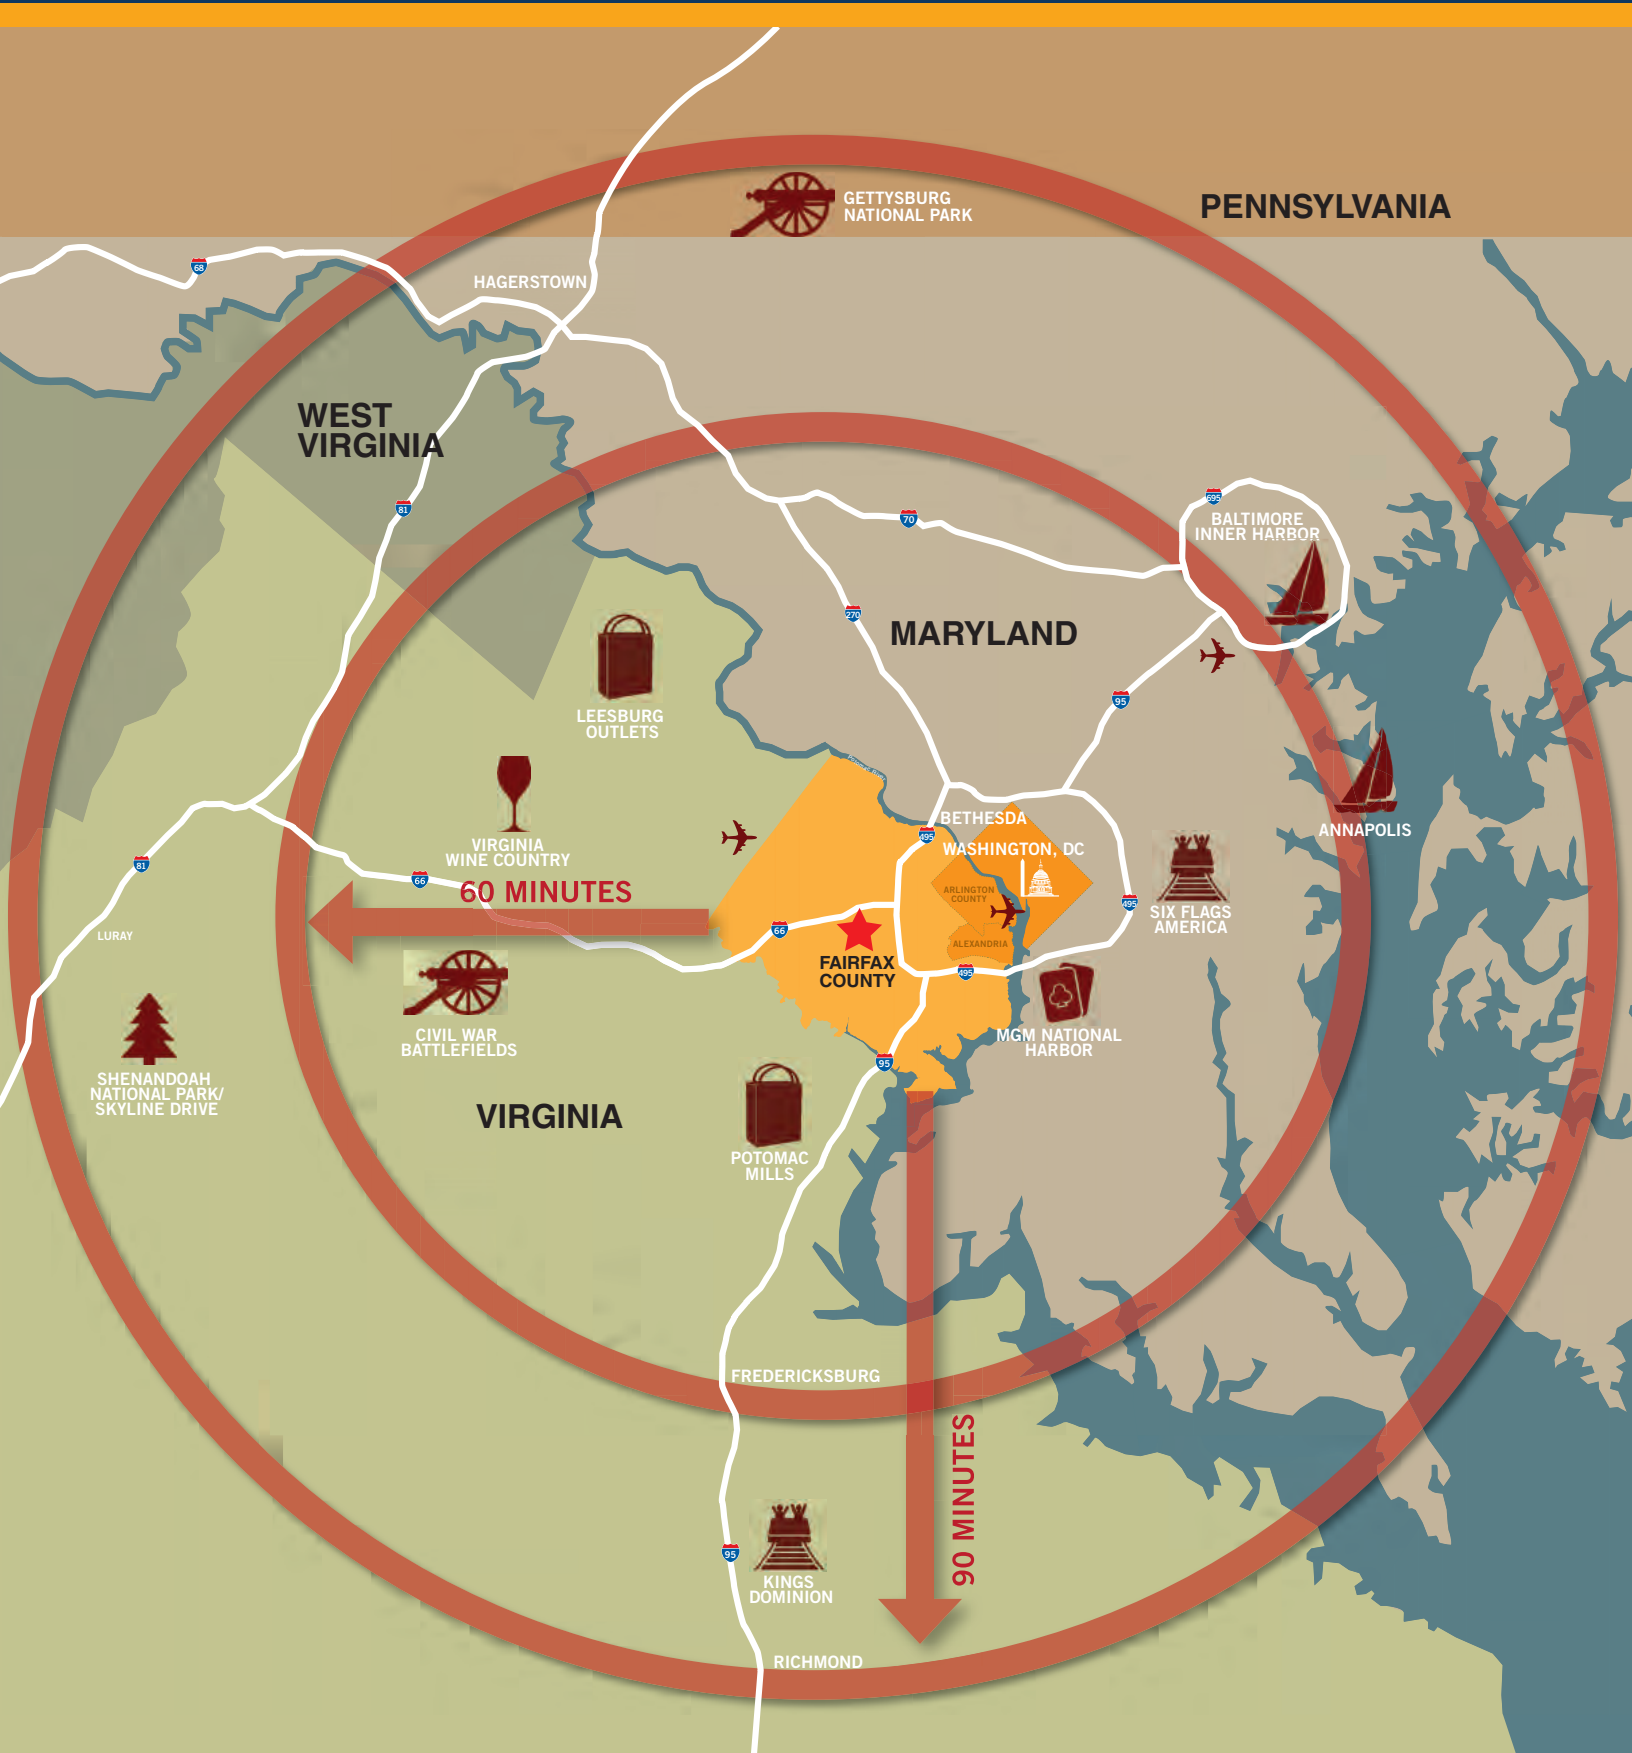 GETTYSBURG
NATIONAL PARK
PENNSYLVANIA
68
HAGERSTOWN
WEST
VIRGINIA
81
695
BALTIMORE
INNER HARBOR
70
270
MARYLAND
95
LEESBURG
OUTLETS
Potomac River
BETHESDA
495
WASHINGTON, DC
ANNAPOLIS
VIRGINIA
WINE COUNTRY
81
66
60 MINUTES
ARLINGTON
COUNTY
495
SIX FLAGS
AMERICA
LURAY
66
ALEXANDRIA
FAIRFAX
COUNTY
495
CIVIL WAR
BATTLEFIELDS
MGM NATIONAL
HARBOR
95
SHENANDOAH
NATIONAL PARK/
SKYLINE DRIVE
VIRGINIA
POTOMAC
MILLS
FREDERICKSBURG
90 MINUTES
95
KINGS
DOMINION
RICHMOND